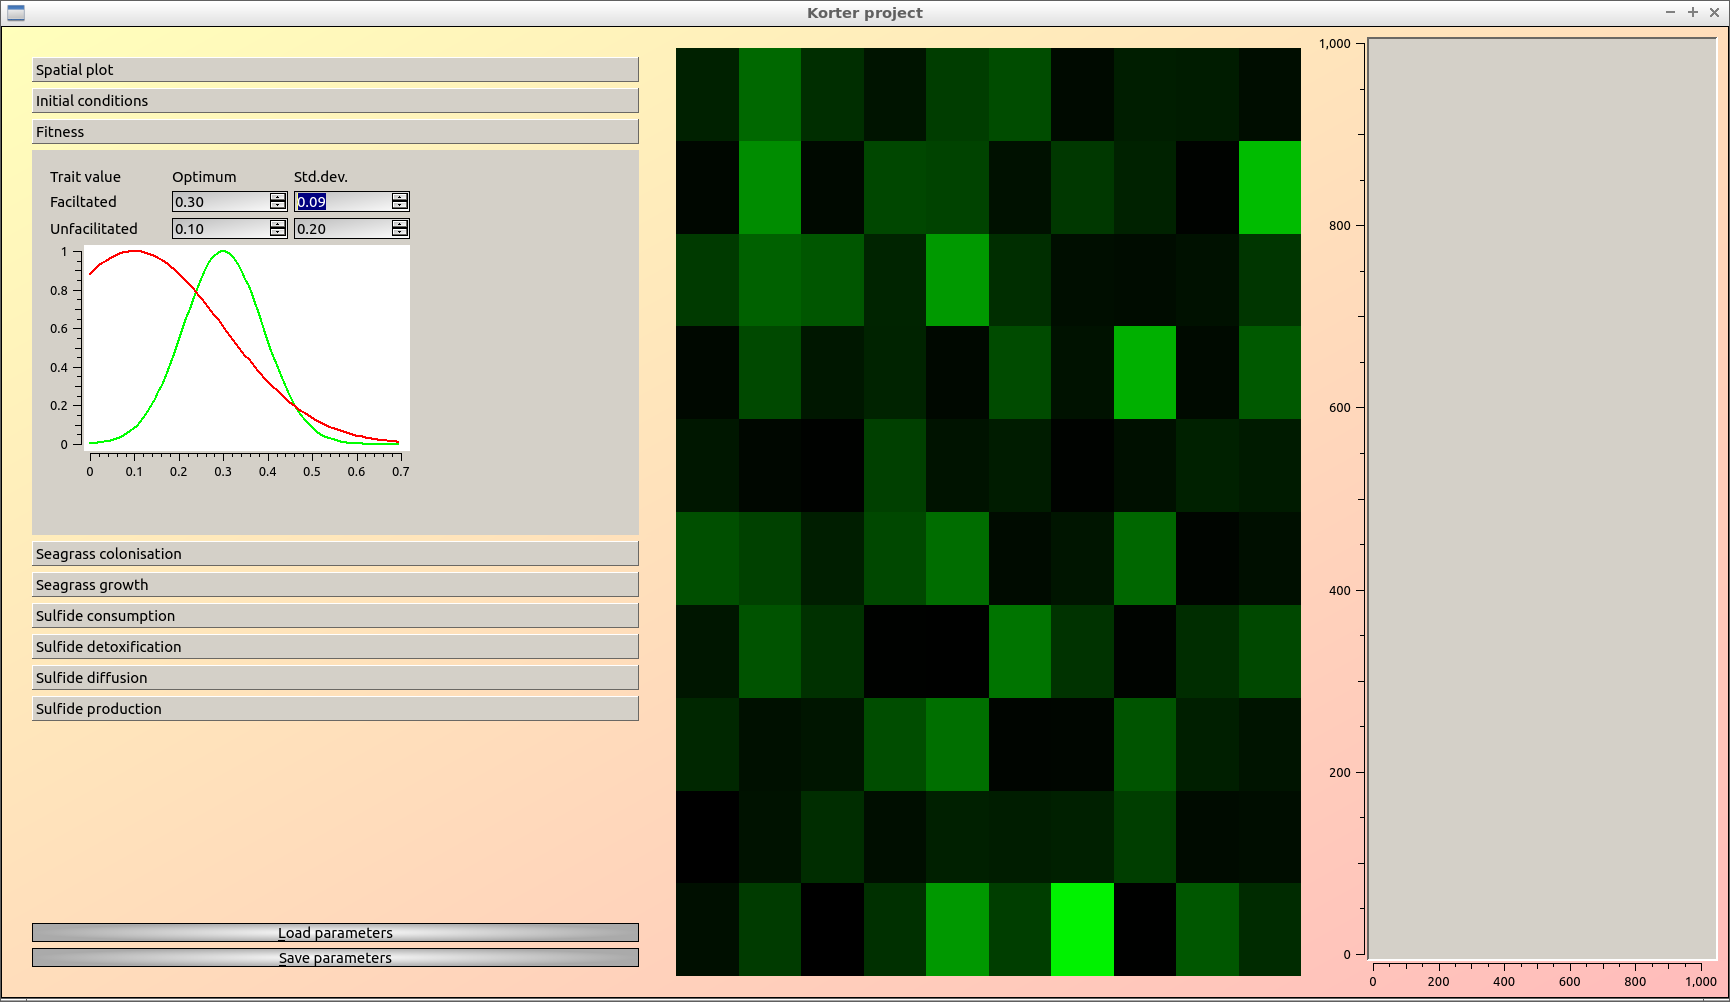 Korter project
Spatial plot
Initial conditions
Fitness
Trait value Optimum Std.dev.
Faciltated 0.30 0.09
Unfacilitated 0.10 0.20
1
0.8
0.6
0.4
0.2
0
0 0.1 0.2 0.3 0.4 0.5 0.6 0.7
Seagrass colonisation
Seagrass growth
Sulfide consumption
Sulfide detoxification
Sulfide diffusion
Sulfide production
Load parameters
Save parameters
1,000
800
600
400
200
0
0 200 400 600 800 1,000